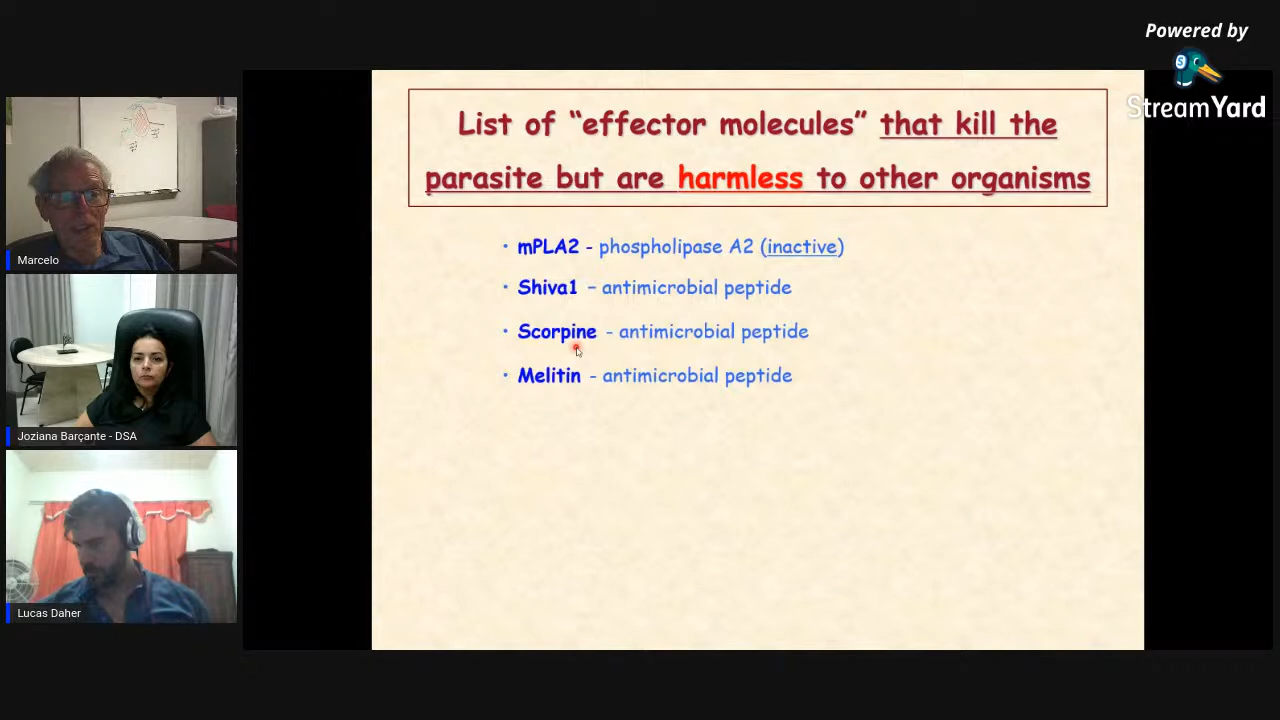 Powered by
StreamYard
List of “effector molecules” that kill the
parasite but are harmless to other organisms
• mPLA2 - phospholipase A2 (inactive)
• Shiva1 – antimicrobial peptide
• Scorpine - antimicrobial peptide
• Melitin - antimicrobial peptide
Marcelo
Joziana Barçante - DSA
Lucas Daher